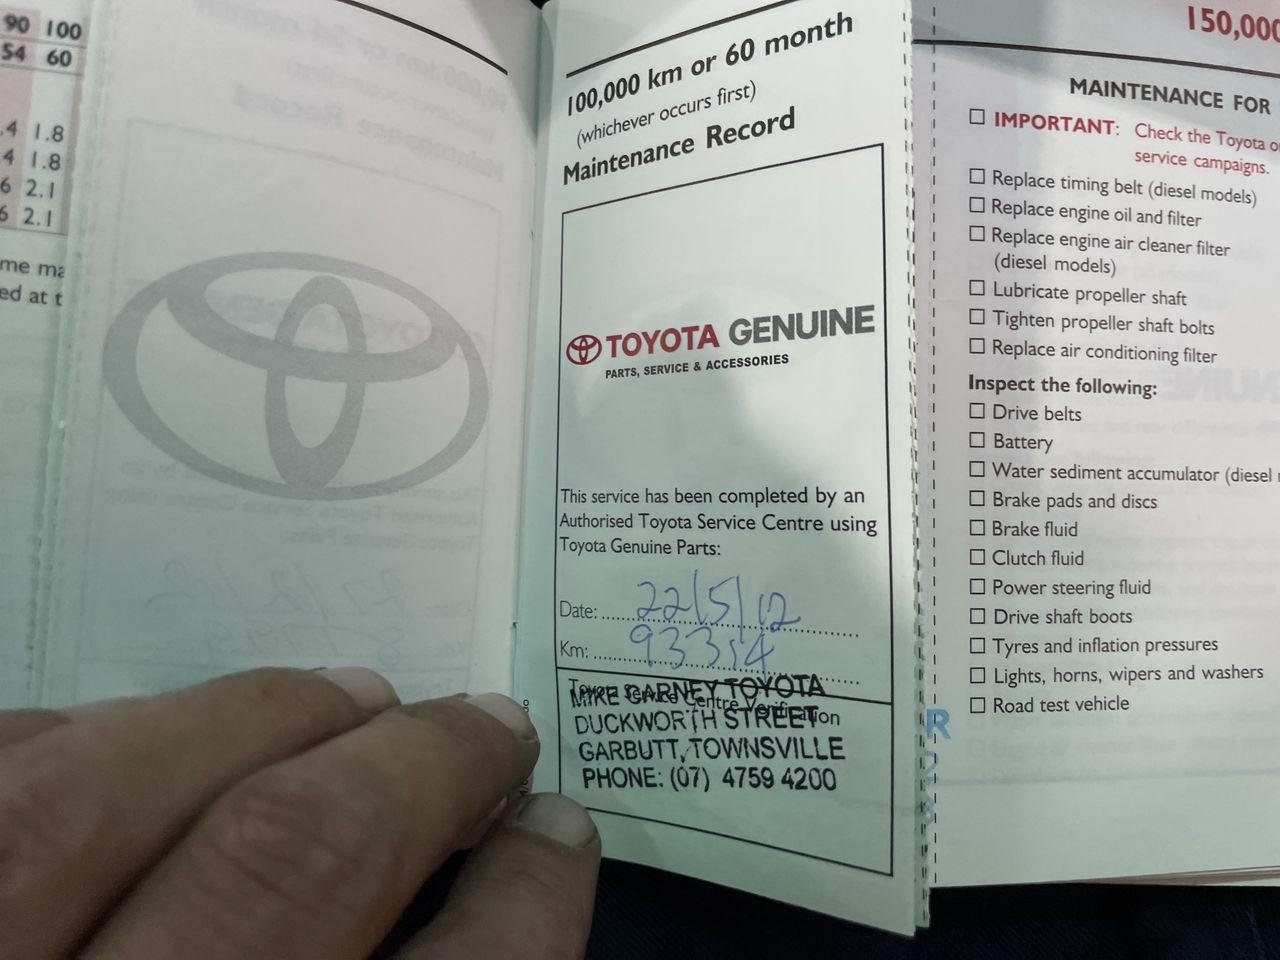 90 100
54 60
.4 1.8
4 1.8
6 2.1
6 2.1
me ma
ed at t
100,000 km or 60 month
(whichever occurs first)
Maintenance Record
TOYOTA GENUINE
PARTS, SERVICE & ACCESSORIES
This service has been completed by an
Authorised Toyota Service Centre using
Toyota Genuine Parts:
Date: 22/5/12
Km: 93354
Toyota Service Centre Verification
MIKE CARNEY TOYOTA
DUCKWORTH STREET
GARBUTT, TOWNSVILLE
PHONE: (07) 4759 4200
150,000
MAINTENANCE FOR
☐ IMPORTANT: Check the Toyota
service campaigns.
☐ Replace timing belt (diesel models)
☐ Replace engine oil and filter
☐ Replace engine air cleaner filter
(diesel models)
☐ Lubricate propeller shaft
☐ Tighten propeller shaft bolts
☐ Replace air conditioning filter
Inspect the following:
☐ Drive belts
☐ Battery
☐ Water sediment accumulator (diesel
☐ Brake pads and discs
☐ Brake fluid
☐ Clutch fluid
☐ Power steering fluid
☐ Drive shaft boots
☐ Tyres and inflation pressures
☐ Lights, horns, wipers and washers
☐ Road test vehicle